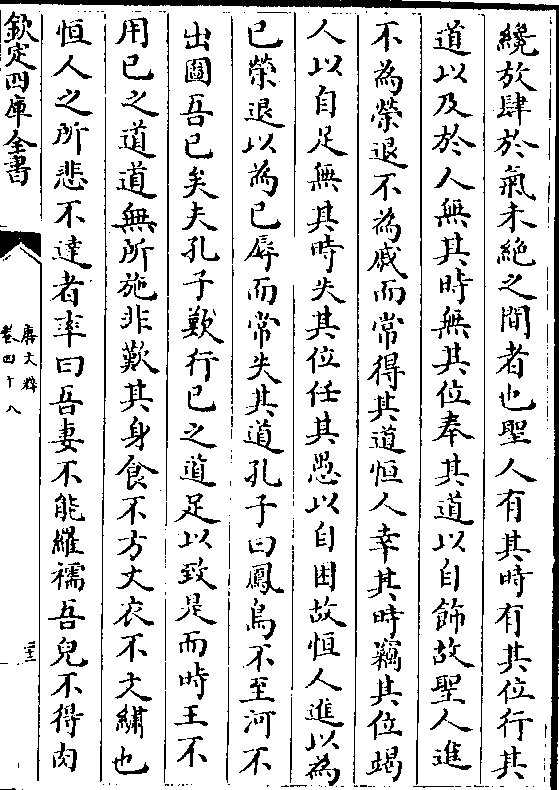 纔放肆於氣未絶之間者也聖人有其時有其位行其
道以及於人無其時無其位奉其道以自飾故聖人進
不為榮退不為戚而常得其道恒人幸其時竊其位竭
人以自足無其時失其位任其愚以自困故恒人進以為
已榮退以為已辱而常失其道孔子曰鳳鳥不至河不
出圖吾已矣夫孔子歎行已之道足以致是而時王不
用已之道道無所施非歎其身食不方丈衣不文繡也
恒人之所悲不達者率曰吾妻不能羅襦吾兒不得肉
欽定四庫全書
唐文粹
卷四十八
三